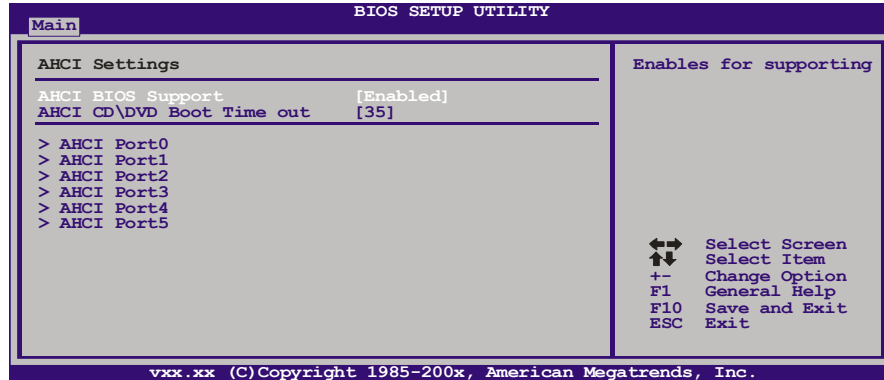 BIOS SETUP UTILITY
Main
AHCI Settings
AHCI BIOS Support [Enabled]
AHCI CD\DVD Boot Time out [35]
> AHCI Port0
> AHCI Port1
> AHCI Port2
> AHCI Port3
> AHCI Port4
> AHCI Port5
Enables for supporting
Select Screen
Select Item
+- Change Option
F1 General Help
F10 Save and Exit
ESC Exit
vxx.xx (C)Copyright 1985-200x, American Megatrends, Inc.